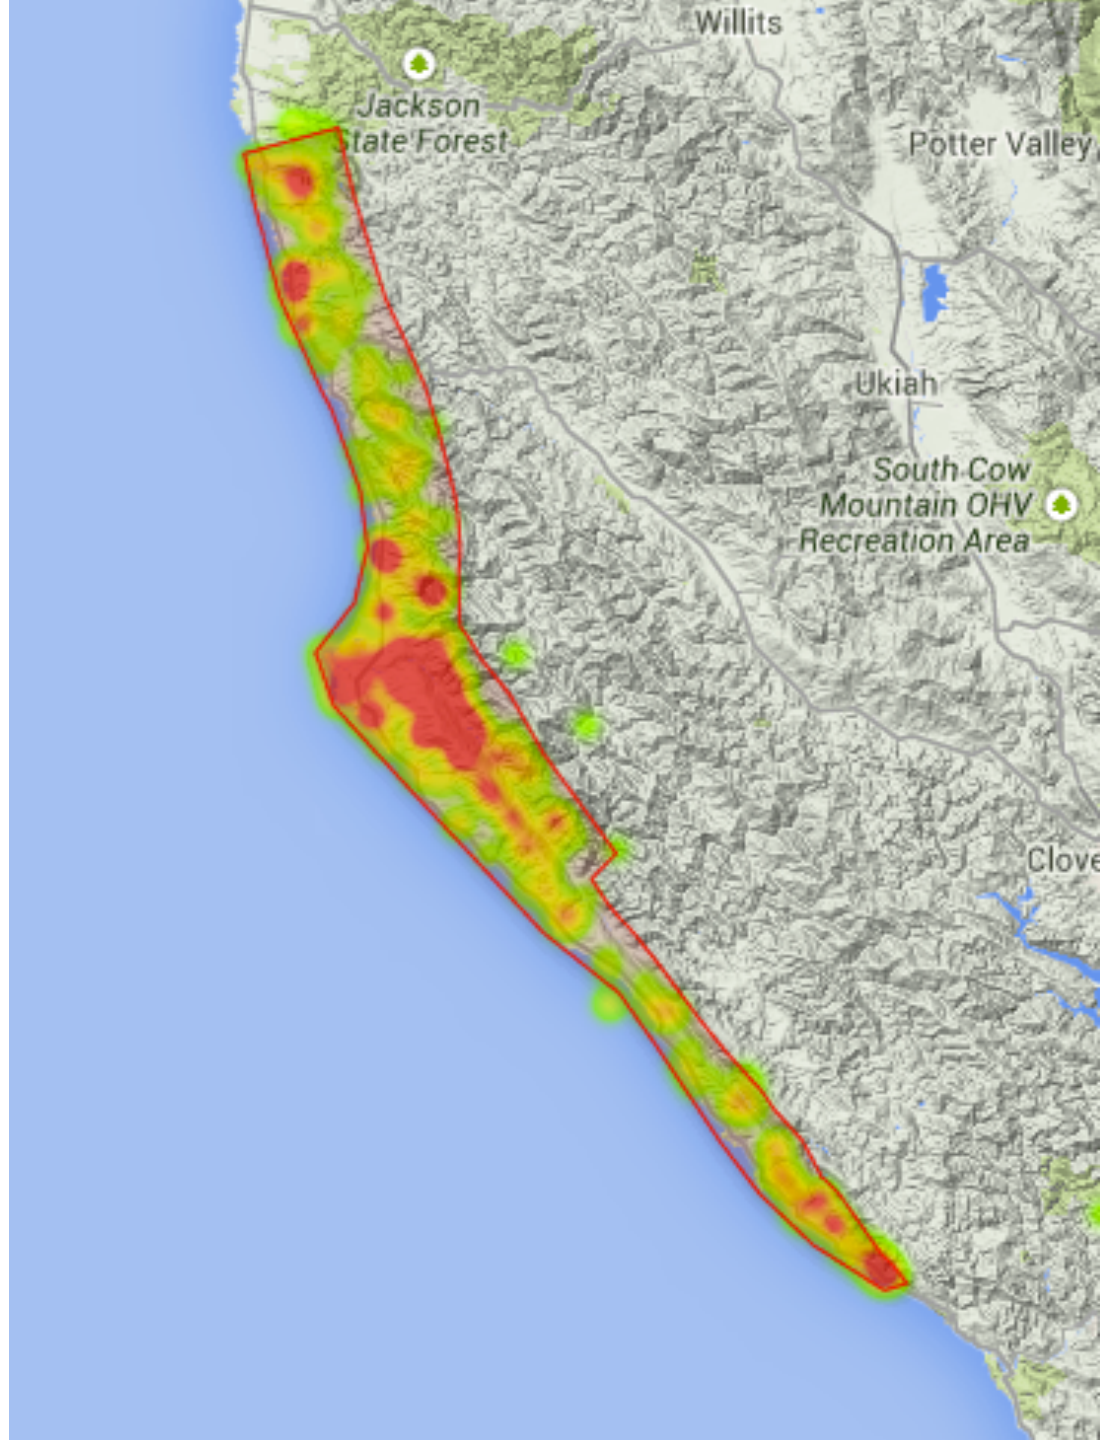 Willits
Jackson
State Forest
Potter Valley
Ukiah
South Cow
Mountain OHV
Recreation Area
Clove